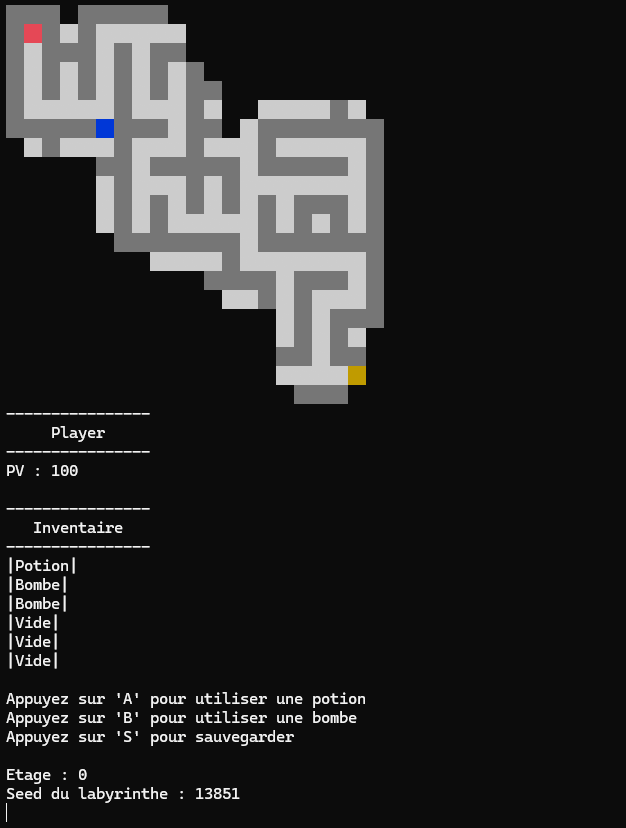 ----------------
Player
----------------
PV : 100
----------------
Inventaire
----------------
|Potion|
|Bombe|
|Bombe|
|Vide|
|Vide|
|Vide|
Appuyez sur 'A' pour utiliser une potion
Appuyez sur 'B' pour utiliser une bombe
Appuyez sur 'S' pour sauvegarder
Etage : 0
Seed du labyrinthe : 13851